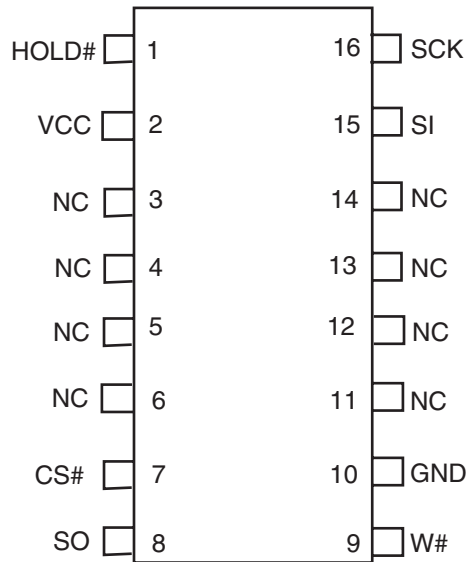 HOLD# 1 16 SCK
VCC 2 15 SI
NC 3 14 NC
NC 4 13 NC
NC 5 12 NC
NC 6 11 NC
CS# 7 10 GND
SO 8 9 W#